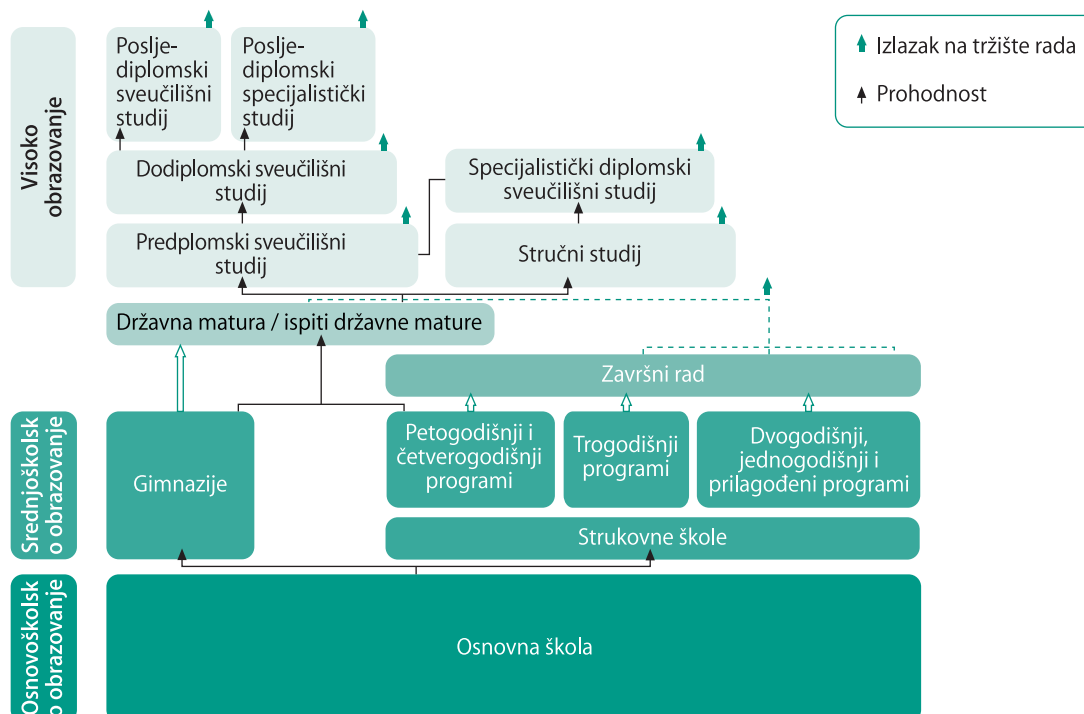 Izlazak na tržište rada
Prohodnost
Visoko
obrazovanje
Poslje-
diplomski
sveučilišni
studij
Poslje-
diplomski
specijalistički
studij
Dodiplomski sveučilišni
studij
Specijalistički diplomski
sveučilišni studij
Predplomski sveučilišni
studij
Stručni studij
Državna matura / ispiti državne mature
Završni rad
Srednjoškolsk
o obrazovanje
Gimnazije
Petogodišnji i
četverogodišnji
programi
Trogodišnji
programi
Dvogodišnji,
jednogodišnji i
prilagođeni programi
Strukovne škole
Osnovoškolsk
o obrazovanje
Osnovna škola